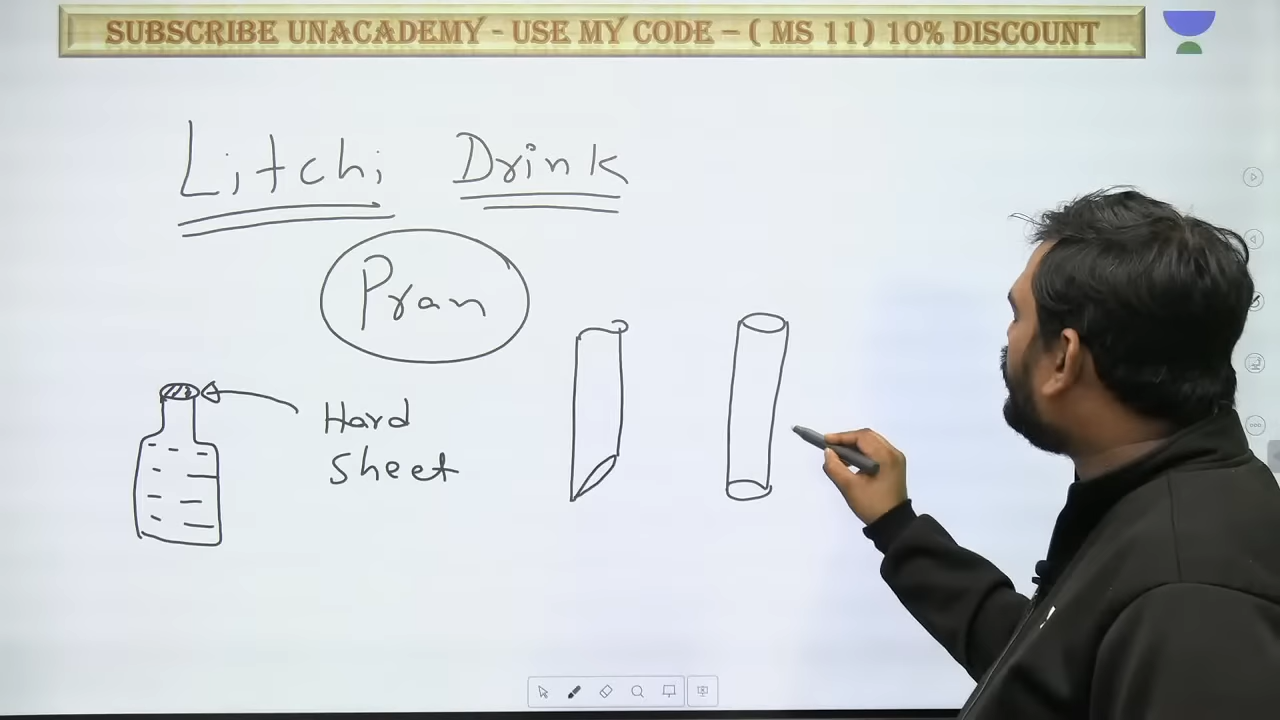 SUBSCRIBE UNACADEMY - USE MY CODE – ( MS 11) 10% DISCOUNT
Litchi Drink
Pran
Hard
Sheet